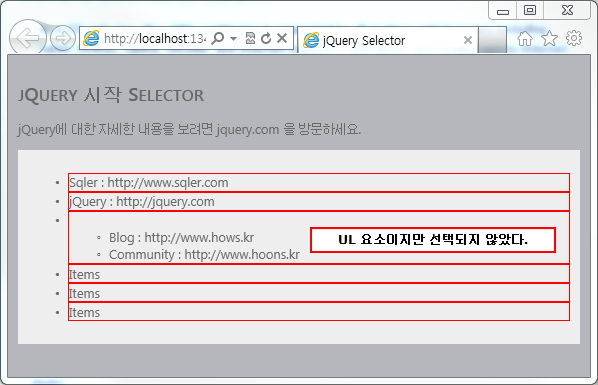 http://localhost:134
jQuery Selector
JQUERY 시작 SELECTOR
jQuery에 대한 자세한 내용을 보려면 jquery.com 을 방문하세요.
Sqler : http://www.sqler.com
jQuery : http://jquery.com
Blog : http://www.hows.kr
Community : http://www.hoons.kr
UL 요소이지만 선택되지 않았다.
Items
Items
Items